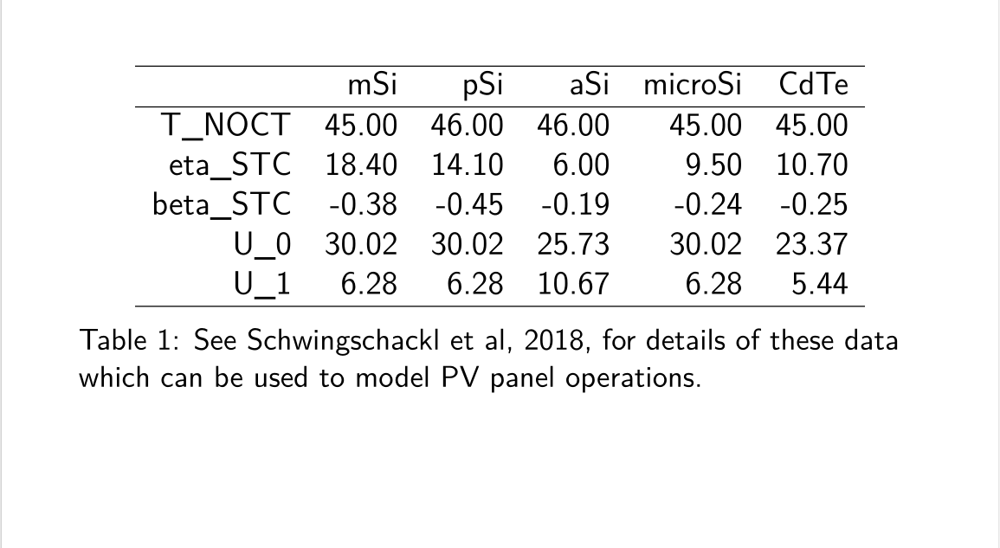 mSi pSi aSi microSi CdTe
T_NOCT 45.00 46.00 46.00 45.00 45.00
eta_STC 18.40 14.10 6.00 9.50 10.70
beta_STC -0.38 -0.45 -0.19 -0.24 -0.25
U_0 30.02 30.02 25.73 30.02 23.37
U_1 6.28 6.28 10.67 6.28 5.44
Table 1: See Schwingschackl et al, 2018, for details of these data
which can be used to model PV panel operations.